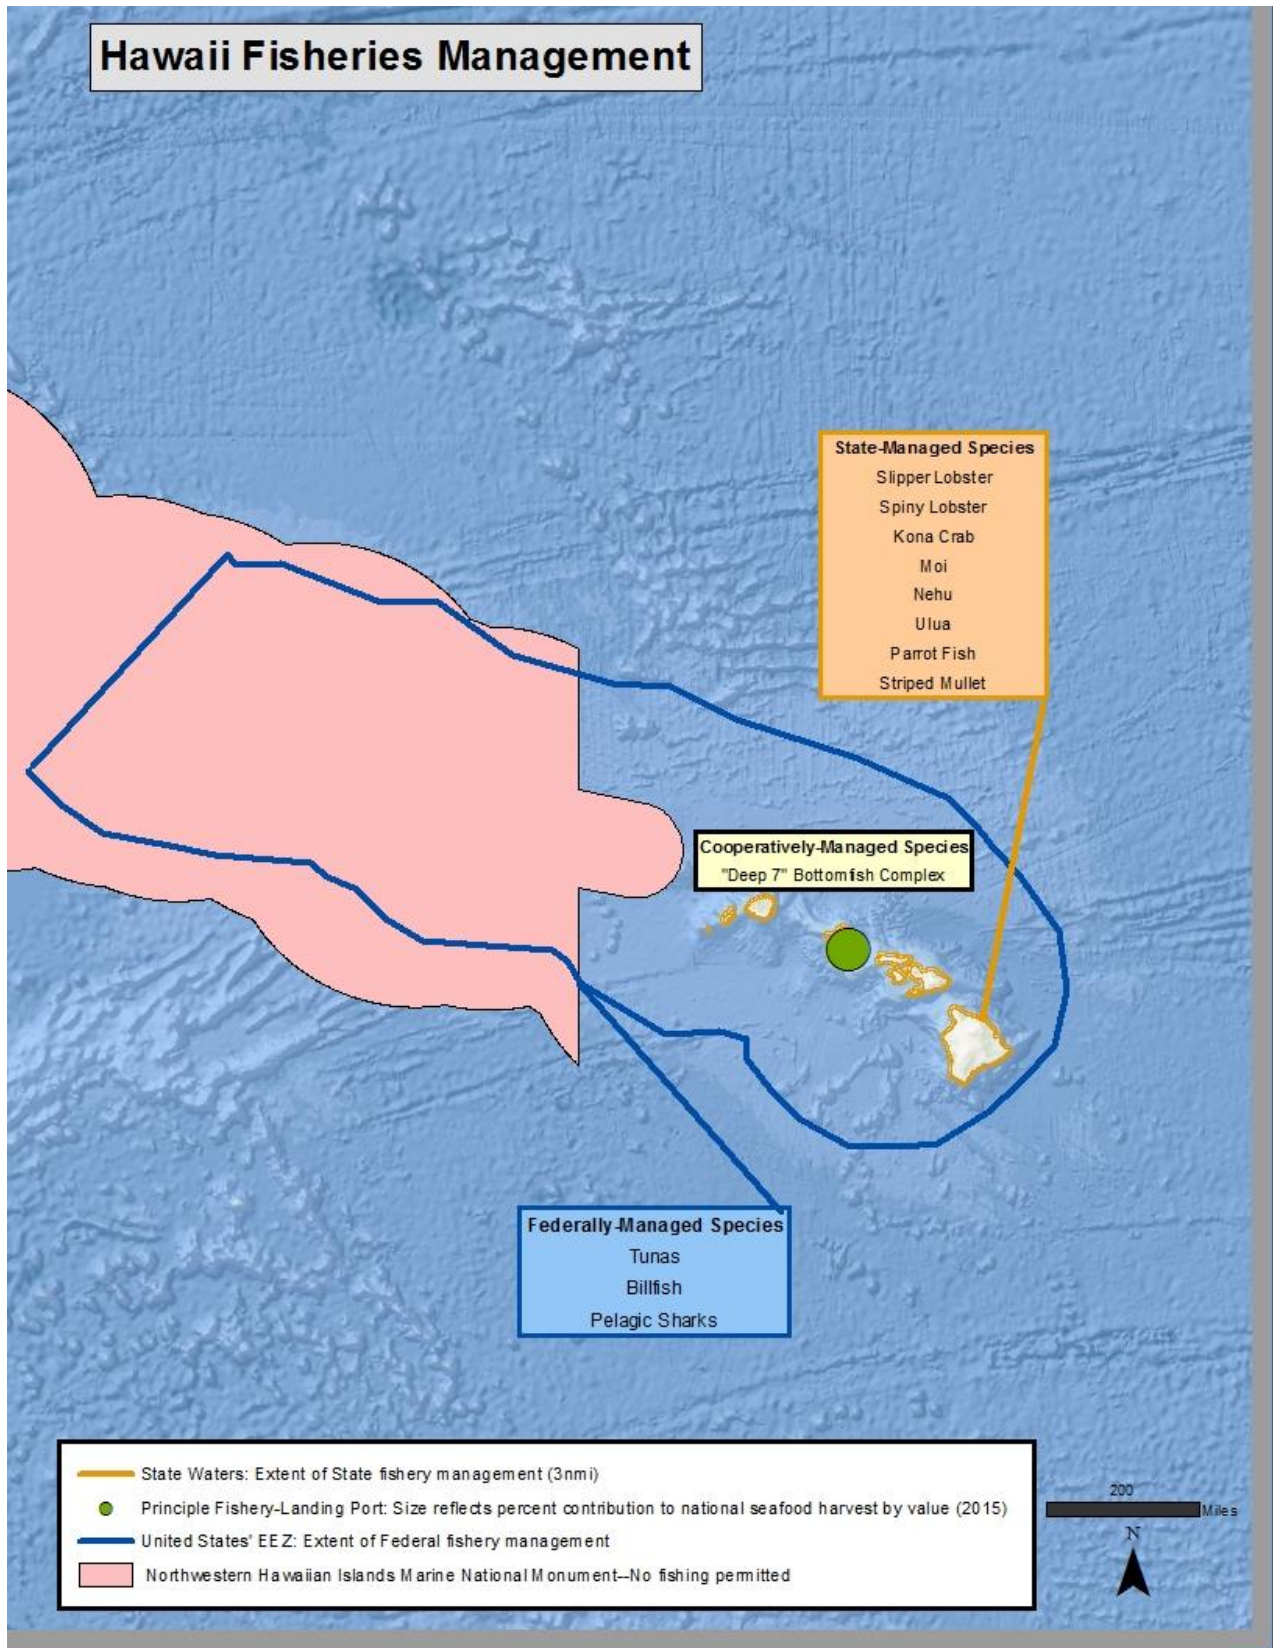 Hawaii Fisheries Management
State-Managed Species
Slipper Lobster
Spiny Lobster
Kona Crab
Moi
Nehu
Ulua
Parrot Fish
Striped Mullet
Cooperatively-Managed Species
"Deep 7" Bottomfish Complex
Federally-Managed Species
Tunas
Billfish
Pelagic Sharks
State Waters: Extent of State fishery management (3nmi)
Principle Fishery-Landing Port: Size reflects percent contribution to national seafood harvest by value (2015)
United States' EEZ: Extent of Federal fishery management
Northwestern Hawaiian Islands Marine National Monument--No fishing permitted
200
Miles
N